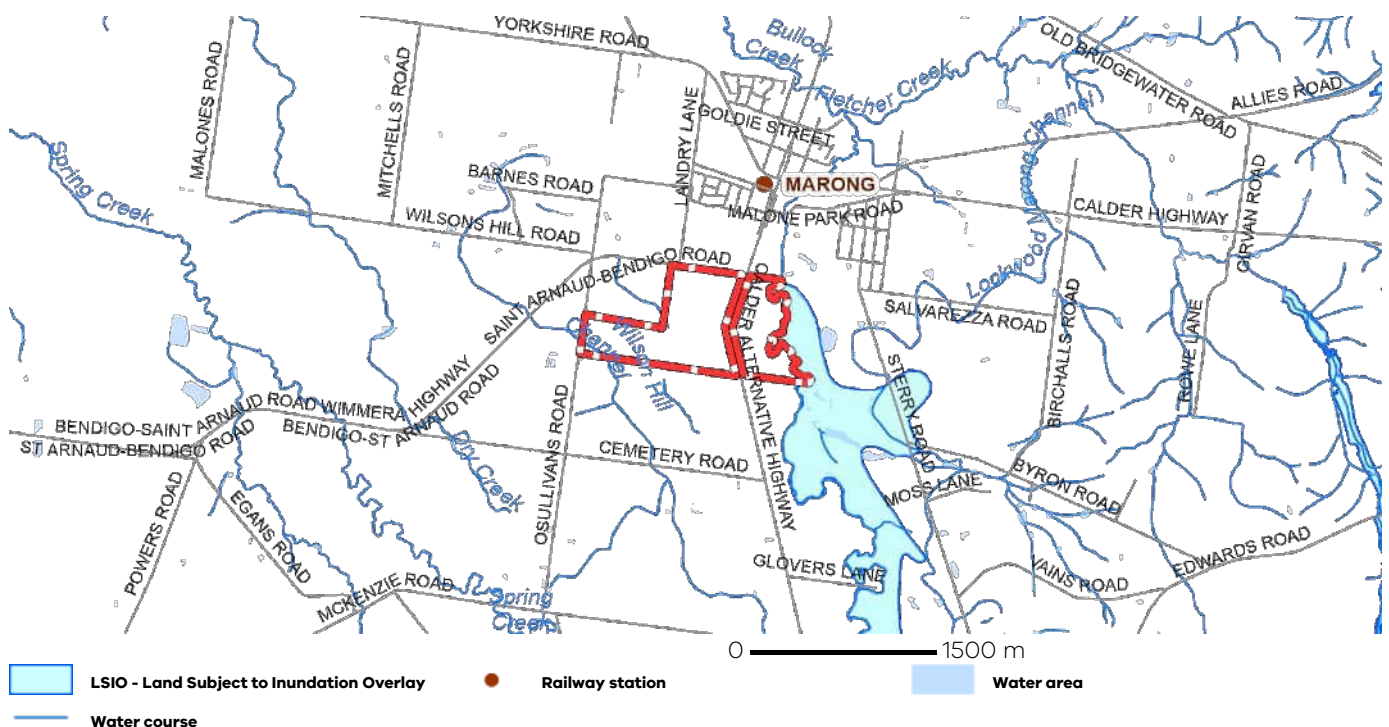 YORKSHIRE ROAD
Bullock
Creek
OLD BRIDGEWATER ROAD
MALONES ROAD
MITCHELLS ROAD
Fletcher Creek
ALLIES ROAD
LANDRY LANE
GOLDIE STREET
Lockwood Marong Channel
Spring Creek
BARNES ROAD
MARONG
MALONE PARK ROAD
CALDER HIGHWAY
GIRVAN ROAD
WILSONS HILL ROAD
SAINT ARNAUD-BENDIGO ROAD
CALDER ALTERNATIVE HIGHWAY
SALVAREZZA ROAD
Wilson Hill
Channel
STERRY ROAD
BIRCHALLS ROAD
ROWE LANE
BENDIGO-SAINT ARNAUD ROAD
WIMMERA HIGHWAY
BENDIGO-ST ARNAUD ROAD
ST ARNAUD-BENDIGO ROAD
Dry Creek
OSULLIVANS ROAD
CEMETERY ROAD
BYRON ROAD
MOSS LANE
POWERS ROAD
EGANS ROAD
EDWARDS ROAD
GLOVERS LANE
VAINS ROAD
MCKENZIE ROAD
Spring
Creek
0 1500 m
LSIO - Land Subject to Inundation Overlay
Railway station
Water area
Water course